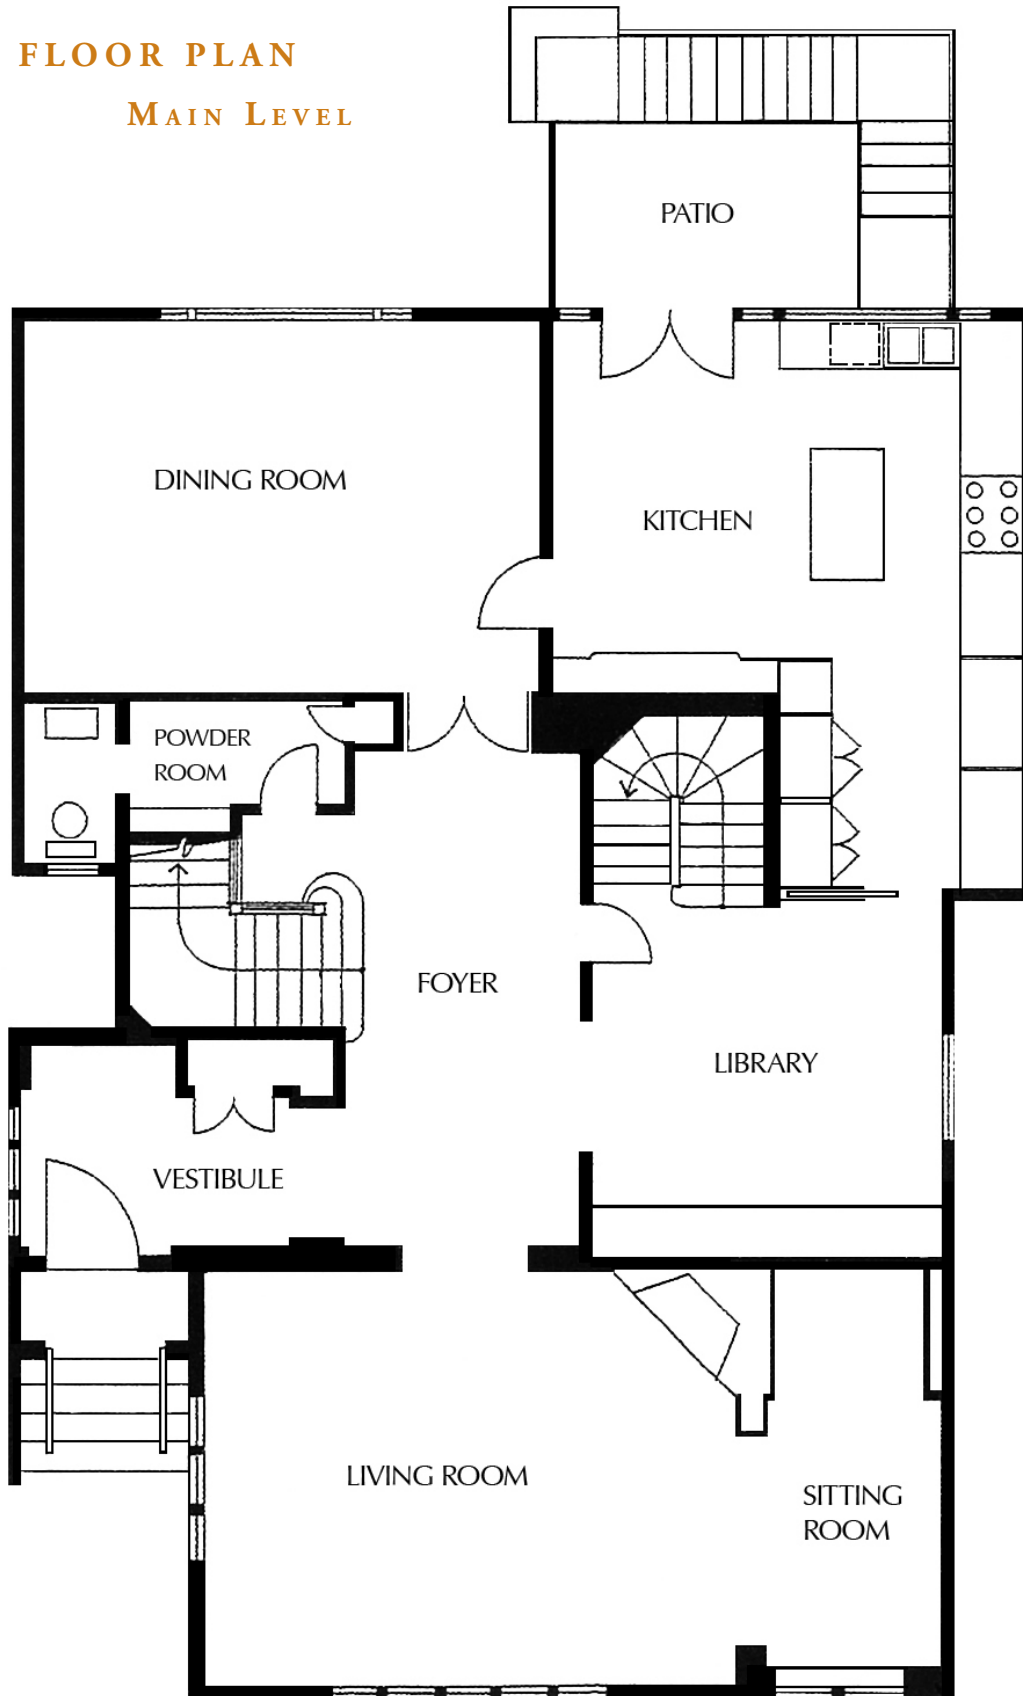 FLOOR PLAN
MAIN LEVEL
PATIO
DINING ROOM
KITCHEN
POWDER
ROOM
FOYER
LIBRARY
VESTIBULE
LIVING ROOM
SITTING
ROOM